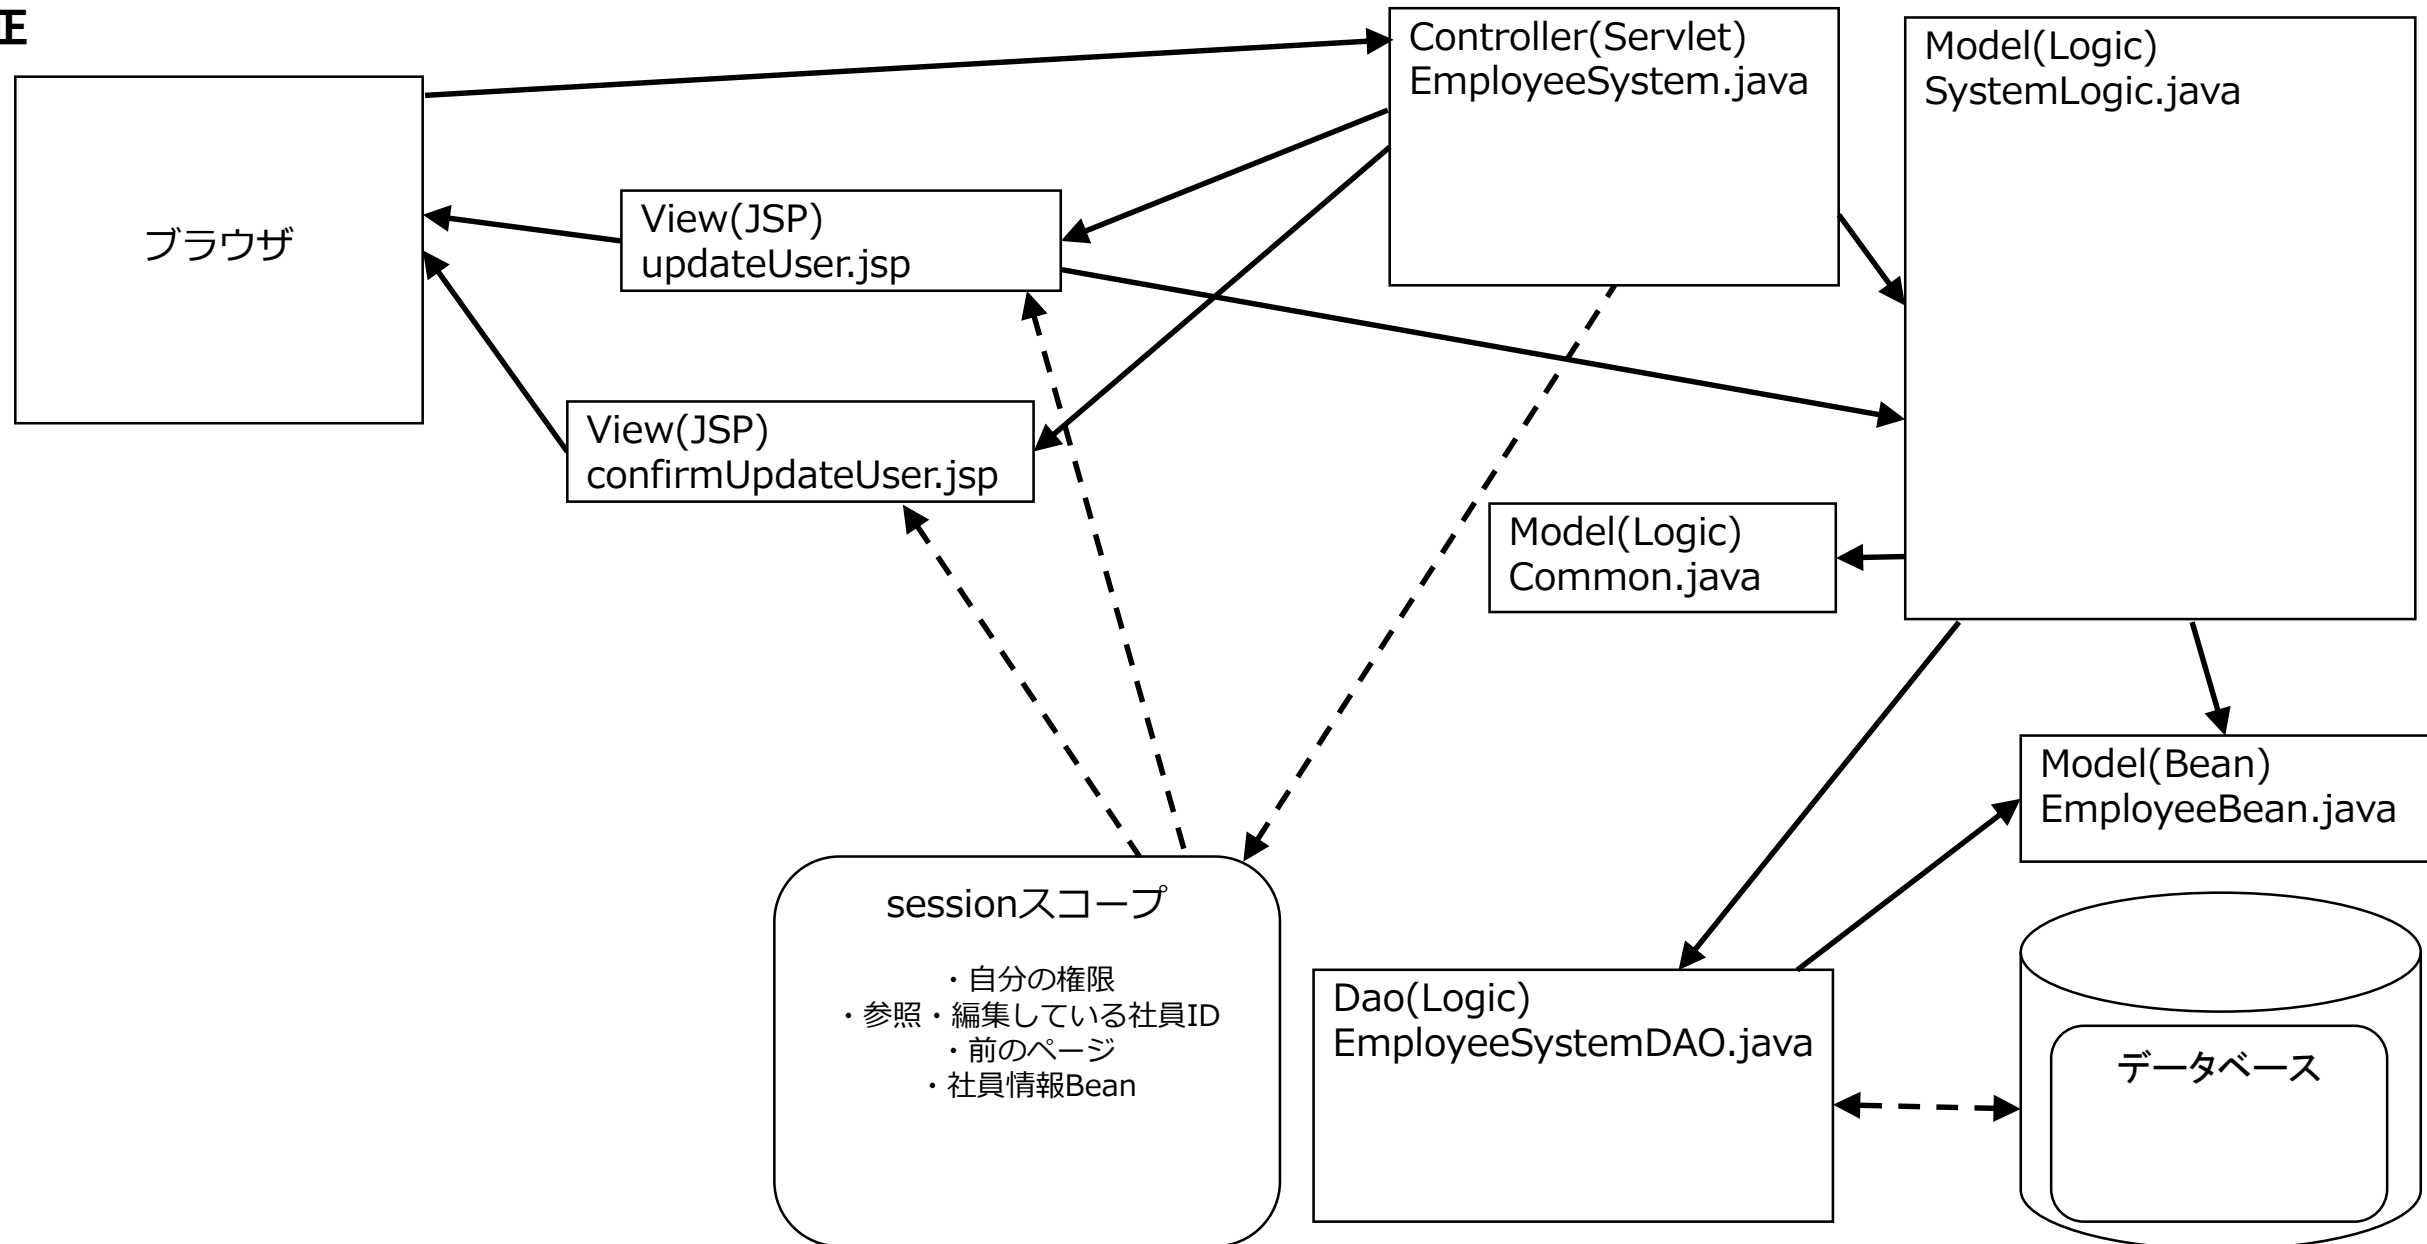 正
Controller(Servlet)
EmployeeSystem.java
Model(Logic)
SystemLogic.java
ブラウザ
View(JSP)
updateUser.jsp
View(JSP)
confirmUpdateUser.jsp
Model(Logic)
Common.java
Model(Bean)
EmployeeBean.java
sessionスコープ
・自分の権限
・参照・編集している社員ID
・前のページ
・社員情報Bean
Dao(Logic)
EmployeeSystemDAO.java
データベース